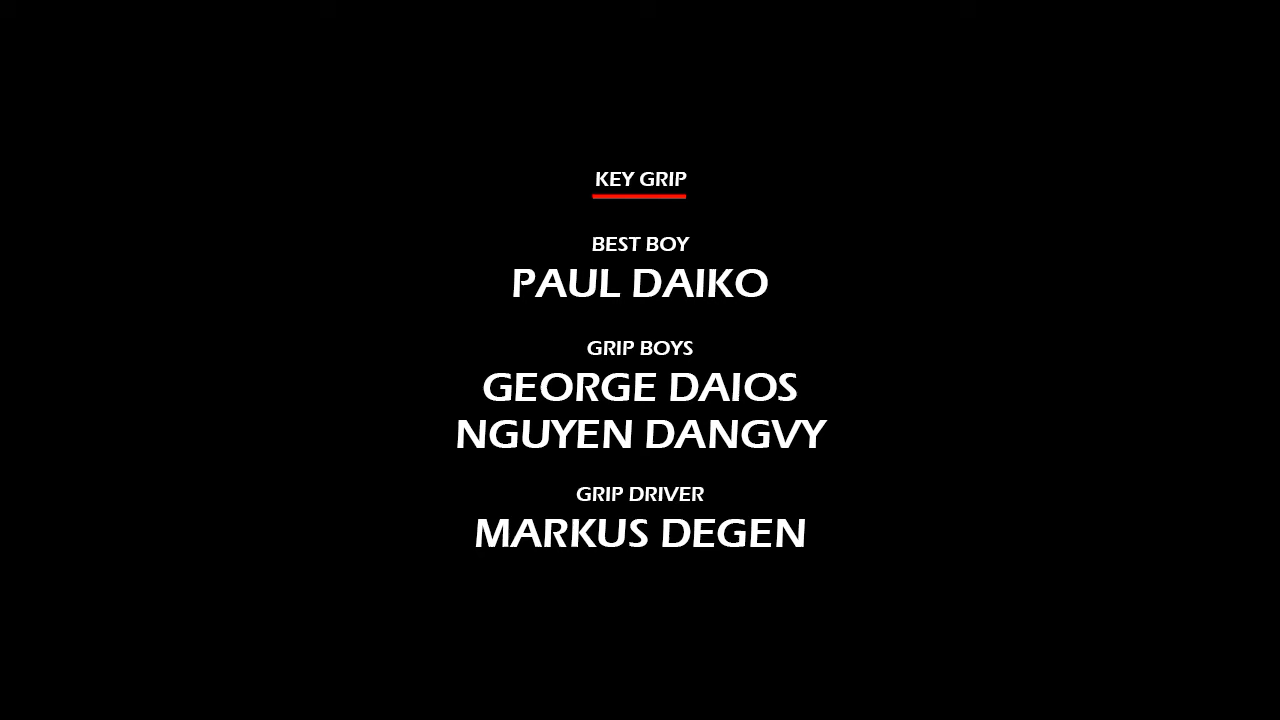 KEY GRIP
BEST BOY
PAUL DAIKO
GRIP BOYS
GEORGE DAIOS
NGUYEN DANGVY
GRIP DRIVER
MARKUS DEGEN